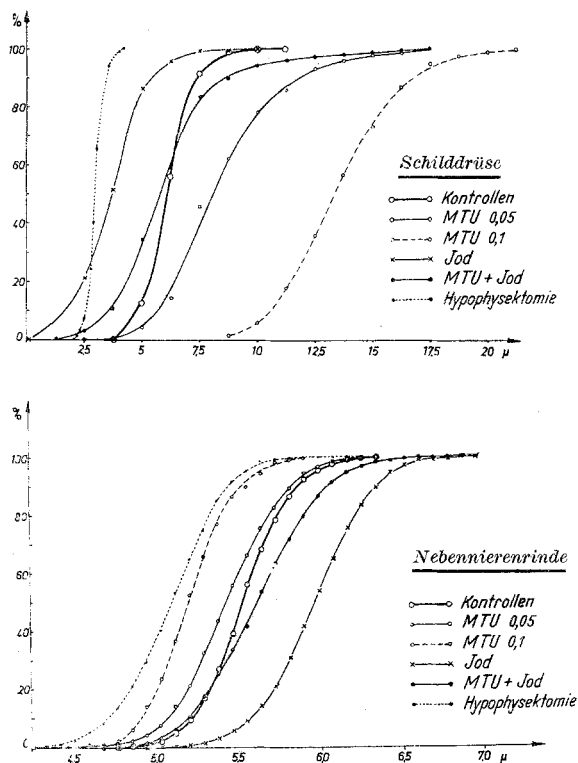 %
100
80
60
40
20
0
2,5 5 7,5 10,0 12,5 15 17,5 20 μ
Schilddrüse
Kontrollen
MTU 0,05
MTU 0,1
Jod
MTU + Jod
Hypophysektomie
%
100
80
60
40
20
0
4,5 5,0 5,5 6,0 6,5 7,0 μ
Nebennierenrinde
Kontrollen
MTU 0,05
MTU 0,1
Jod
MTU + Jod
Hypophysektomie